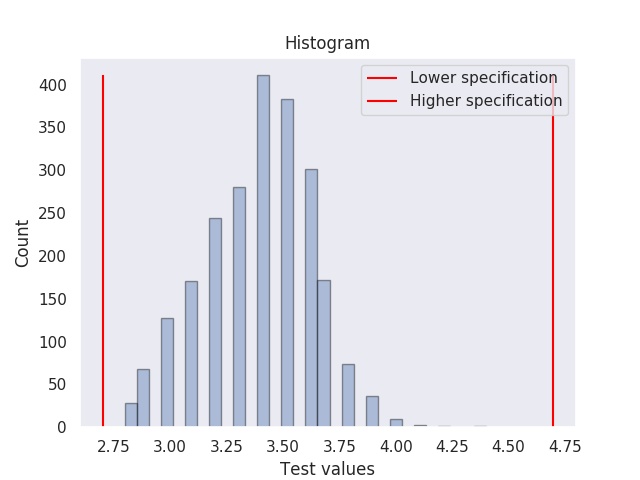 Histogram
Lower specification
Higher specification
400
350
300
250
200
150
100
50
0
Count
2.75 3.00 3.25 3.50 3.75 4.00 4.25 4.50 4.75
Test values